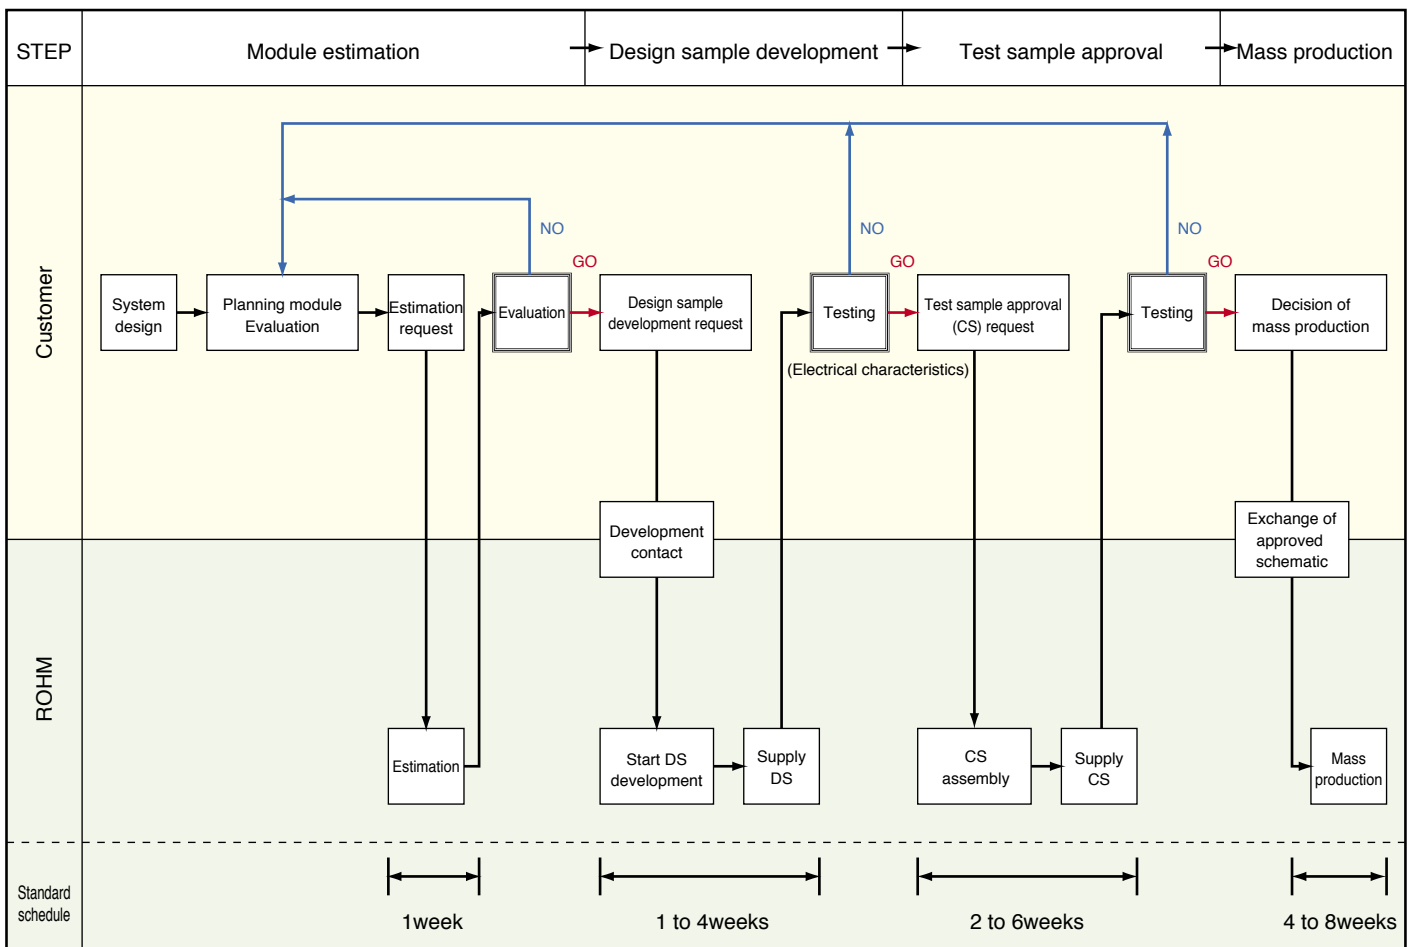 STEP
Module estimation
Design sample development
Test sample approval
Mass production
Customer
NO
NO
NO
GO
GO
GO
System
design
Planning module
Evaluation
Estimation
request
Evaluation
Design sample
development request
Testing
(Electrical characteristics)
Test sample approval
(CS) request
Testing
Decision of
mass production
Development
contact
Exchange of
approved
schematic
ROHM
Estimation
Start DS
development
Supply
DS
CS
assembly
Supply
CS
Mass
production
Standard
schedule
1week
1 to 4weeks
2 to 6weeks
4 to 8weeks